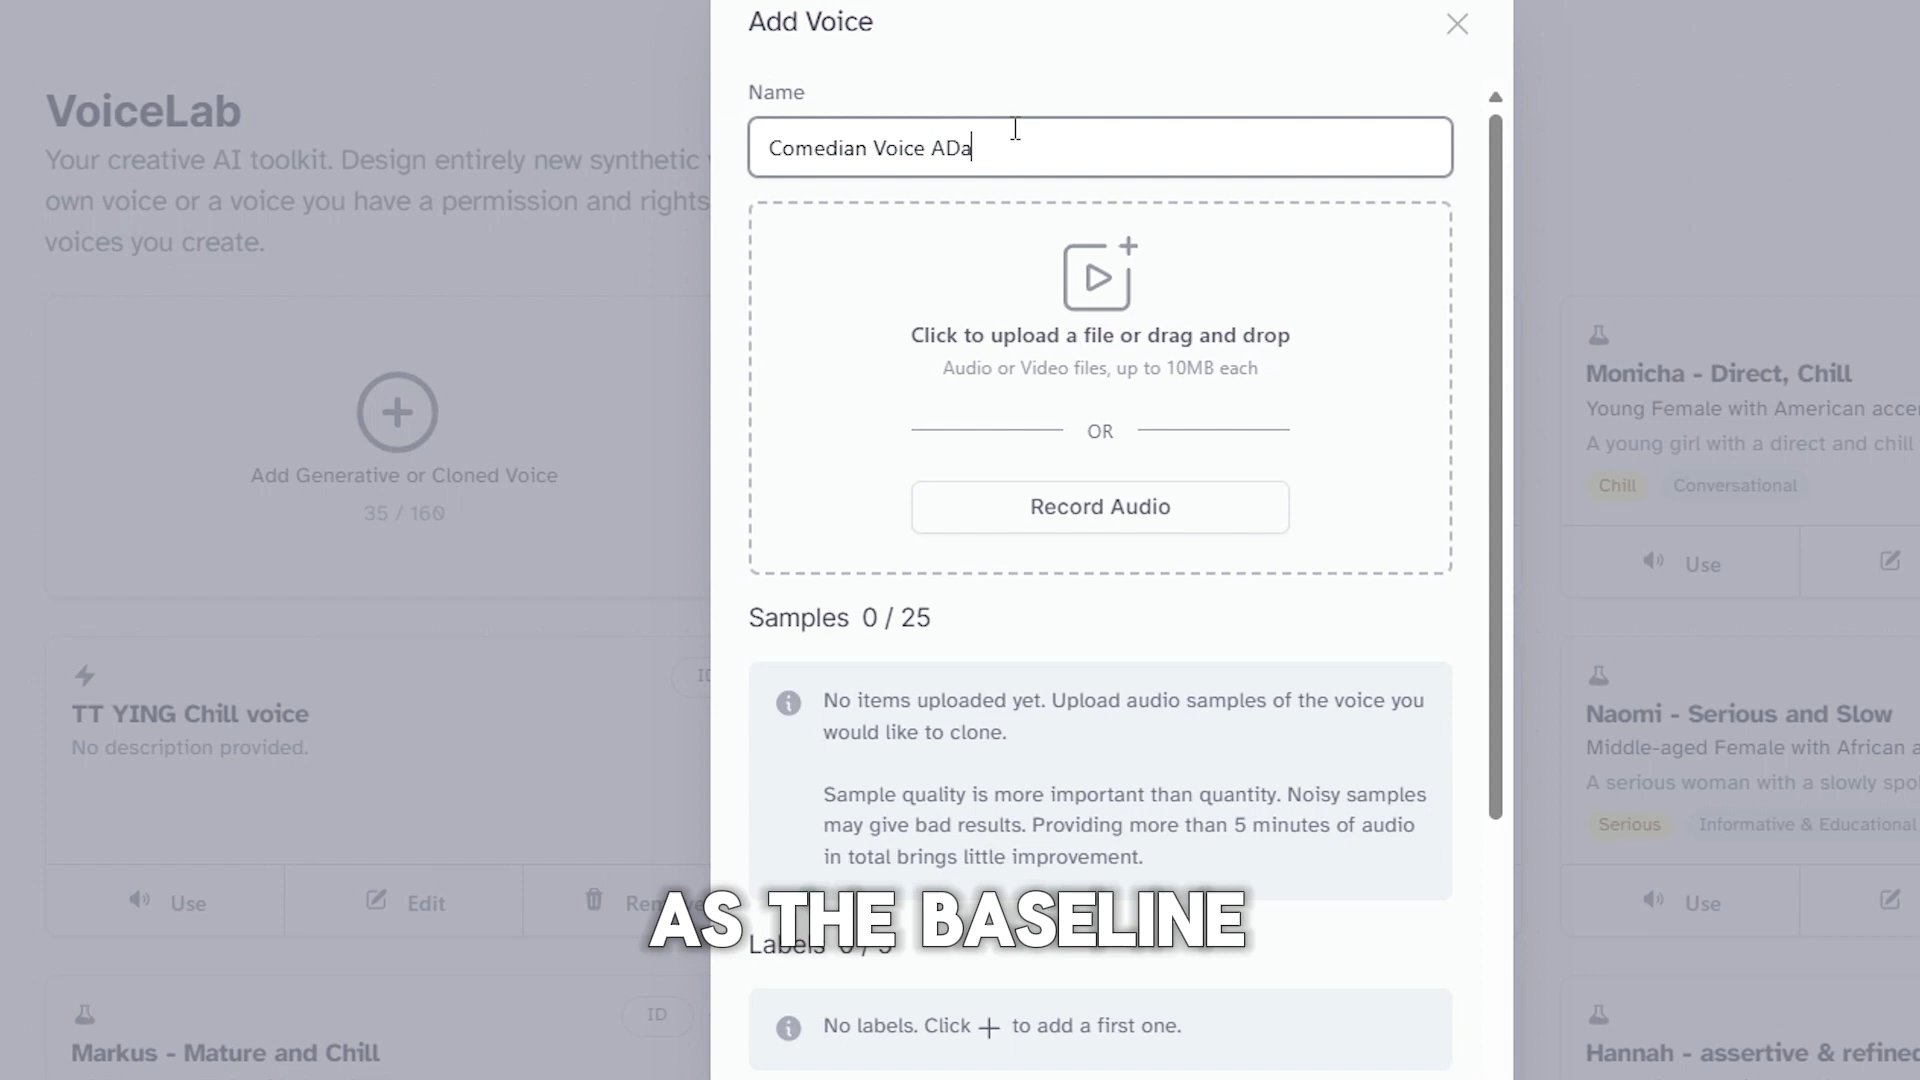 Add Voice
Name
Comedian Voice ADa
Click to upload a file or drag and drop
Audio or Video files, up to 10MB each
OR
Record Audio
Samples 0 / 25
No items uploaded yet. Upload audio samples of the voice you
would like to clone.
Sample quality is more important than quantity. Noisy samples
may give bad results. Providing more than 5 minutes of audio
in total brings little improvement.
AS THE BASELINE
Labels 0 / 5
No labels. Click + to add a first one.
VoiceLab
Your creative AI toolkit. Design entirely new synthetic
own voice or a voice you have a permission and rights
voices you create.
Add Generative or Cloned Voice
35 / 160
ID
TT YING Chill voice
No description provided.
Use
Edit
ID
Markus - Mature and Chill
Monicha - Direct, Chill
Young Female with American
A young girl with a direct and chill
Chill
Conversational
Use
Naomi - Serious and Slow
Middle-aged Female with African
A serious woman with a slowly
Serious
Informative & Educational
Use
Hannah - assertive & refined